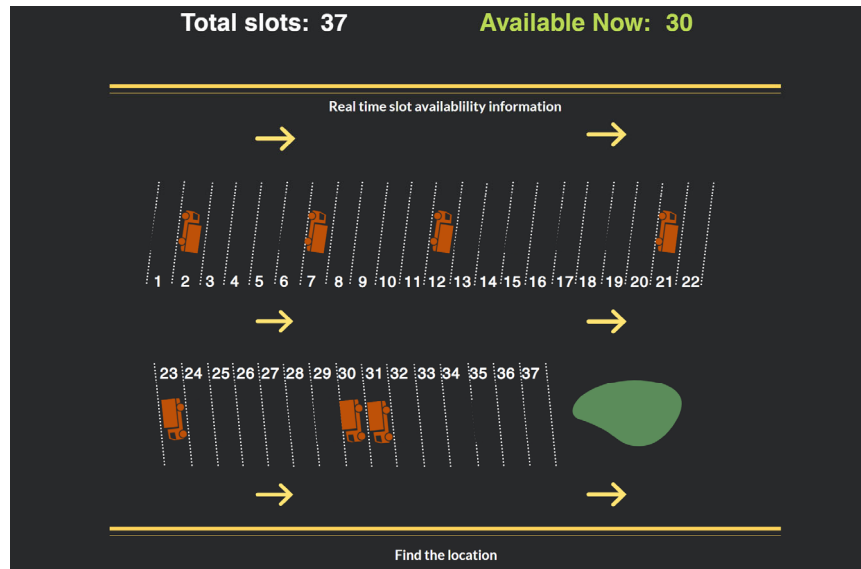 Total slots: 37 Available Now: 30
Real time slot availablility information
1 2 3 4 5 6 7 8 9 10 11 12 13 14 15 16 17 18 19 20 21 22
23 24 25 26 27 28 29 30 31 32 33 34 35 36 37
Find the location